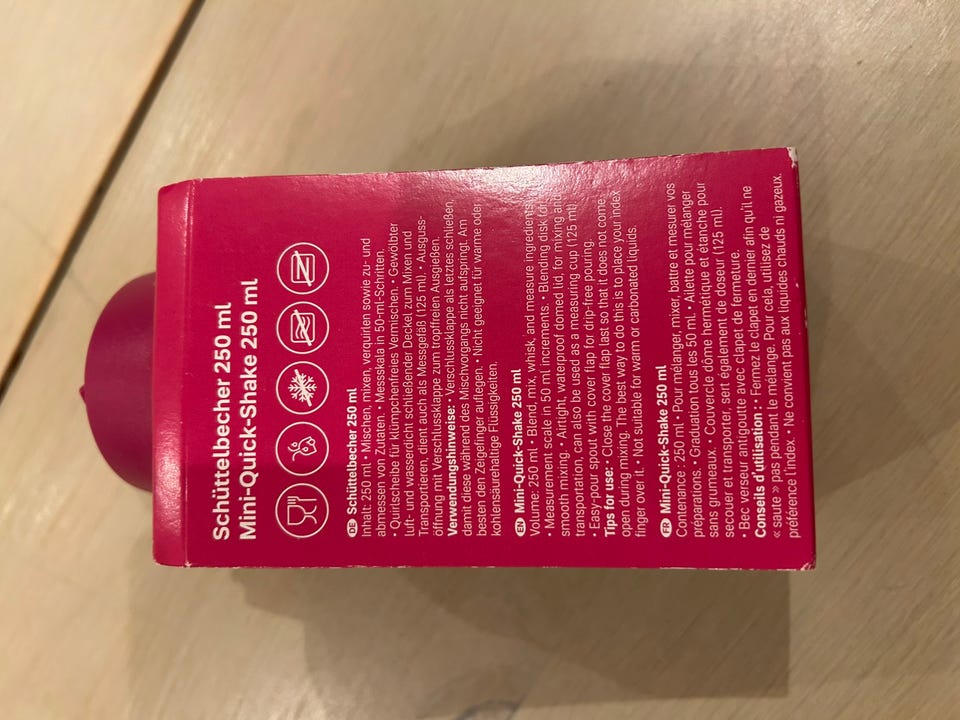 Schüttelbecher 250 ml
Mini-Quick-Shake 250 ml
DE Schüttelbecher 250 ml
Inhalt: 250 ml • Mischen, mixen, verquirlen sowie zu- und
abmessen von Zutaten. • Messskala in 50-ml-Schritten.
• Quirlscheibe für klümpchenfreies Vermischen. • Gewölbter
luft- und wasserdicht schließender Deckel zum Mixen und
Transportieren, dient auch als Messgefäß (125 ml). • Ausguss-
öffnung mit Verschlussklappe zum tropffreien Ausgießen.
Verwendungshinweise: • Verschlussklappe als letztes schließen,
damit diese während des Mischvorgangs nicht aufspringt. Am
besten den Zeigefinger auflegen. • Nicht geeignet für warme oder
kohlensäurehaltige Flüssigkeiten.
EN Mini-Quick-Shake 250 ml
Volume: 250 ml • Blend, mix, whisk, and measure ingredients.
• Measurement scale in 50 ml increments • Blending disk for
smooth mixing. • Airtight, waterproof domed lid, for mixing and
transportation, can also be used as a measuring cup (125 ml)
• Easy-pour spout with cover flap for drip-free pouring.
Tips for use: • Close the cover flap last so that it does not come
open during mixing. The best way to do this is to place your index
finger over it. • Not suitable for warm or carbonated liquids.
FR Mini-Quick-Shake 250 ml
Contenance : 250 ml • Pour mélanger, mixer, battre et mesurer vos
préparations. • Graduation tous les 50 ml. • Ailette pour mélanger
sans grumeaux. • Couvercle dôme hermétique et étanche pour
secouer et transporter, sert également de doseur (125 ml).
• Bec verseur antigoutte avec clapet de fermeture.
Conseils d'utilisation : • Fermez le clapet en dernier afin qu'il ne
« saute » pas pendant le mélange. Pour cela, utilisez de
préférence l'index. • Ne convient pas aux liquides chauds ni gazeux.